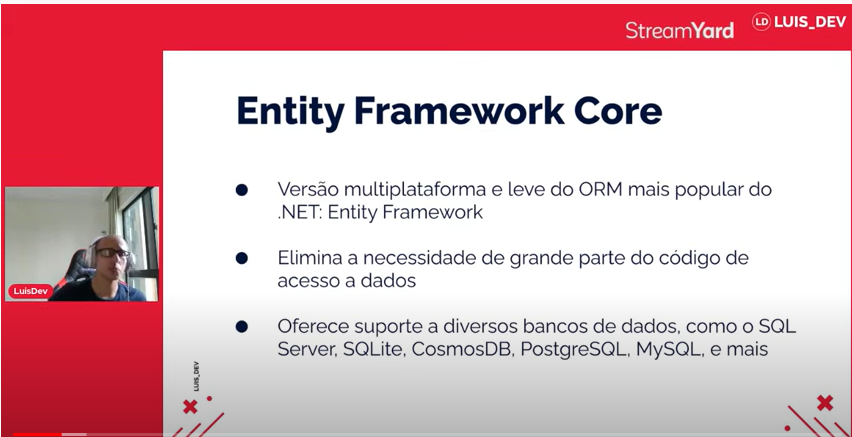 StreamYard
LD LUIS_DEV
Entity Framework Core
Versão multiplataforma e leve do ORM mais popular do
.NET: Entity Framework
Elimina a necessidade de grande parte do código de
acesso a dados
Oferece suporte a diversos bancos de dados, como o SQL
Server, SQLite, CosmosDB, PostgreSQL, MySQL, e mais
LuisDev
LUIS_DEV